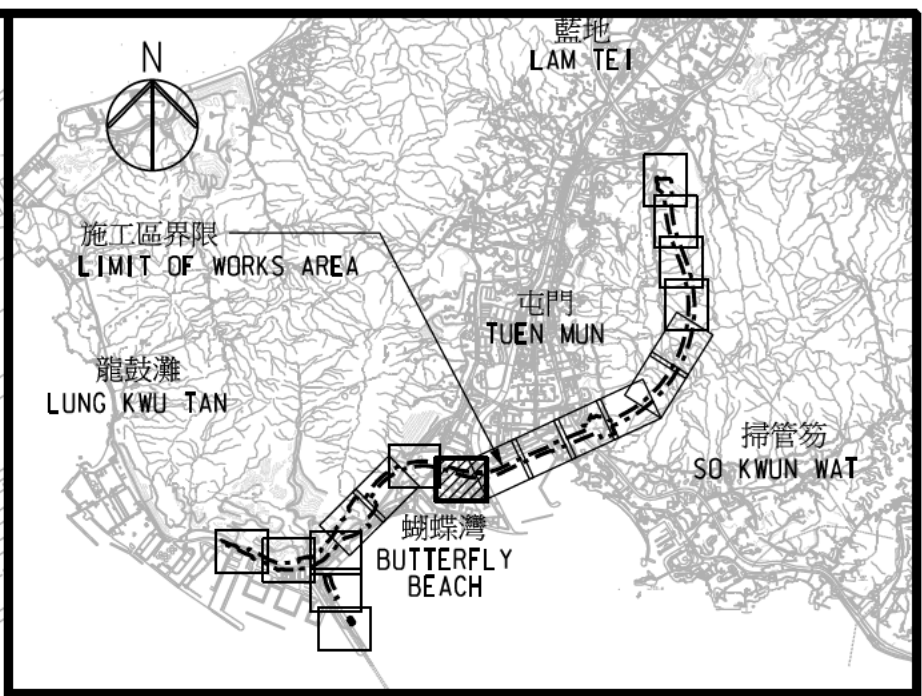 藍地
LAM TEI
N
施工區界限
LIMIT OF WORKS AREA
屯門
TUEN MUN
龍鼓灘
LUNG KWU TAN
掃管笏
SO KWUN WAT
蝴蝶灣
BUTTERFLY
BEACH